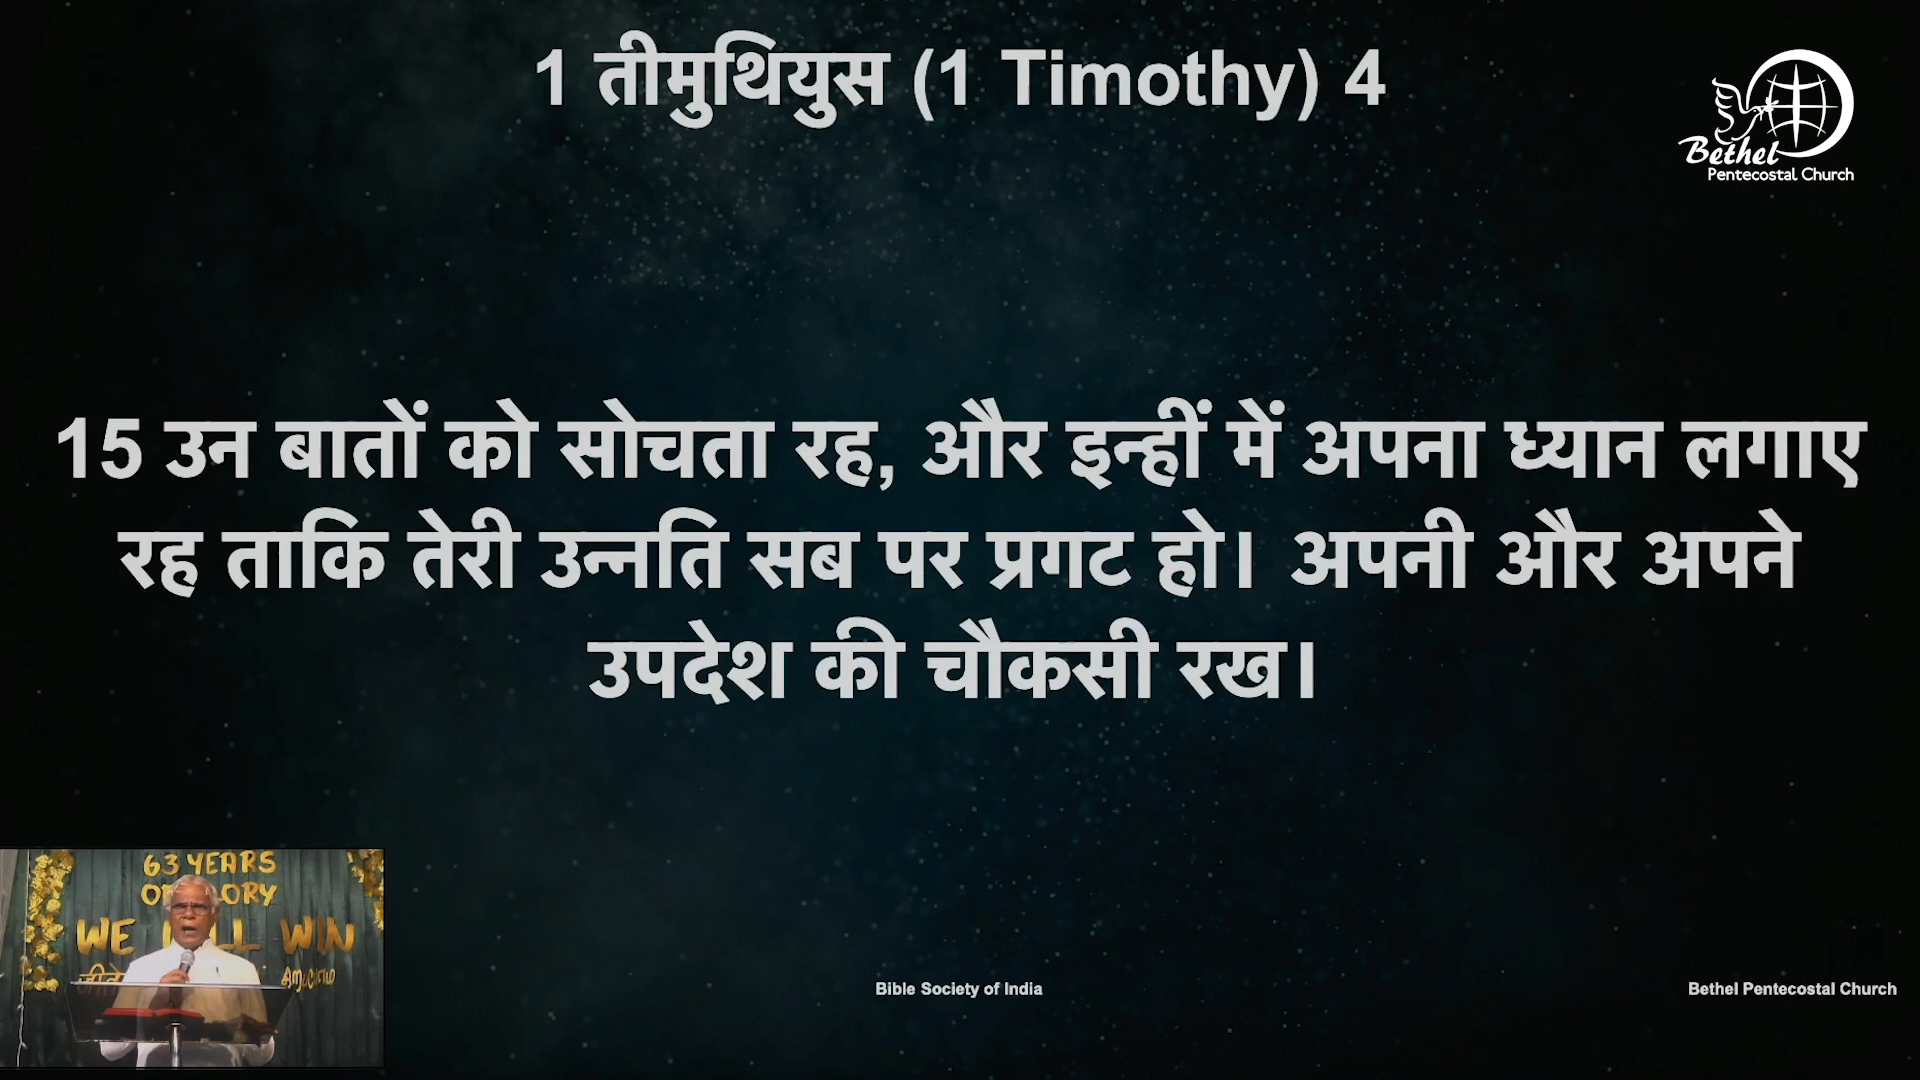 1 तीमुथियुस (1 Timothy) 4
Bethel
Pentecostal Church
15 उन बातों को सोचता रह, और इन्हीं में अपना ध्यान लगाए
रह ताकि तेरी उन्नति सब पर प्रगट हो। अपनी और अपने
उपदेश की चौकसी रख।
63 YEARS
WE WIN
Bible Society of India
Bethel Pentecostal Church